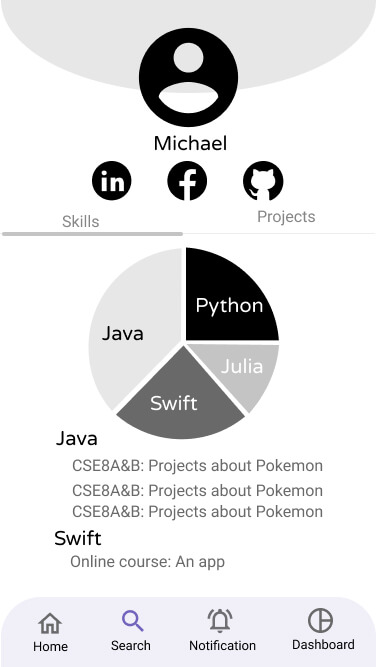 Michael
in
Skills
Projects
Python
Java
Julia
Swift
Java
CSE8A&B: Projects about Pokemon
CSE8A&B: Projects about Pokemon
CSE8A&B: Projects about Pokemon
Swift
Online course: An app
Home
Search
Notification
Dashboard